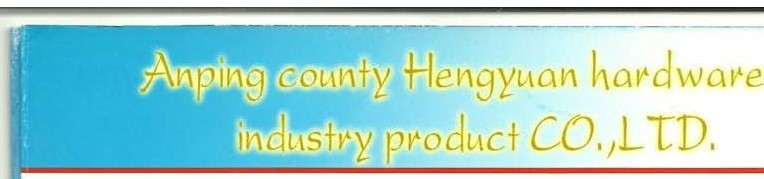 Anping county Hengyuan hardware
industry product CO.,LTD.